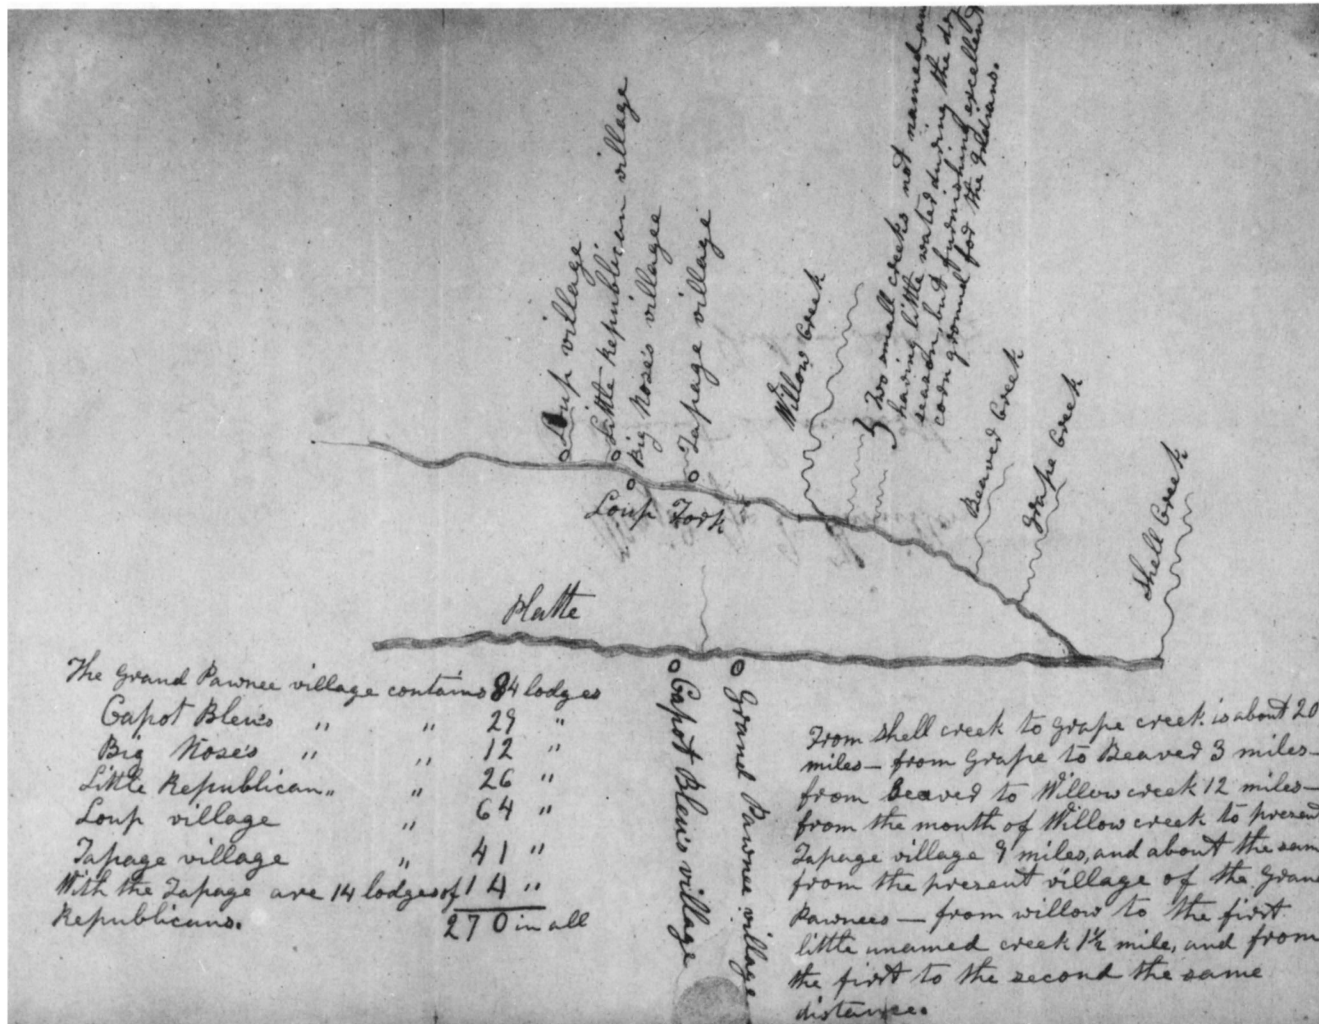 Loup village
Little Republican village
Big Nose's villagee
Tapage village
Willow Creek
Two small creeks not named and
having little water during the dry
season, but furnishing excellent
corn ground for the Indians.
Beaver Creek
Grape Creek
Shell Creek
Loup Fork
Platte
Capot Bleu's village
Grand Pawnee village
The Grand Pawnee village contains 84 lodges
Capot Bleu's " " 29 "
Big Nose's " " 12 "
Little Republican " " 26 "
Loup village " 64 "
Tapage village " 41 "
With the Tapage are 14 lodges of 14 "
Republicans. 270 in all
From Shell creek to Grape creek is about 20
miles — from Grape to Beaver 3 miles —
from Beaver to Willow creek 12 miles —
from the mouth of Willow creek to present
Tapage village 9 miles, and about the same
from the present village of the Grand
Pawnees — from willow to the first
little unamed creek 1½ mile, and from
the first to the second the same
distance.